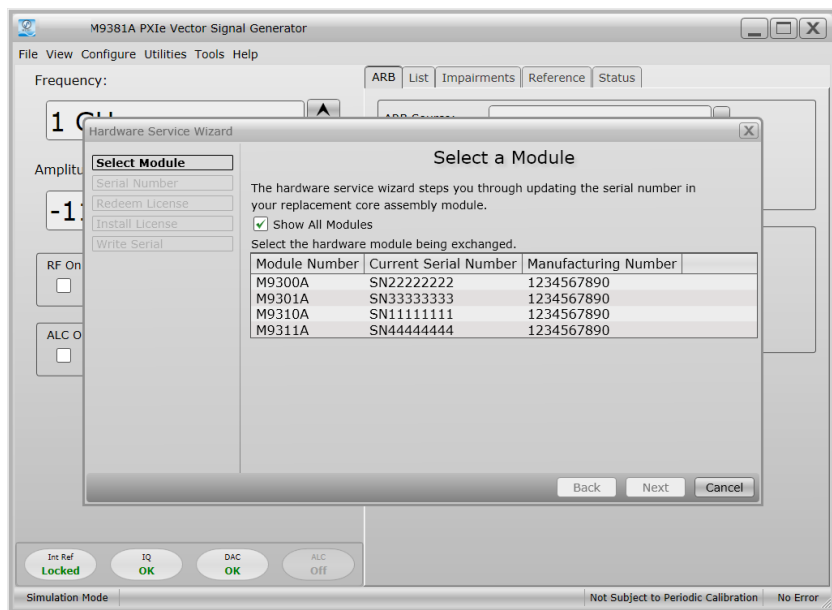 M9381A PXIe Vector Signal Generator
File View Configure Utilities Tools Help
Frequency:
ARB List Impairments Reference Status
1
Hardware Service Wizard
X
Select Module
Serial Number
Redeem License
Install License
Write Serial
Select a Module
The hardware service wizard steps you through updating the serial number in
your replacement core assembly module.
Show All Modules
Select the hardware module being exchanged.
Module Number Current Serial Number Manufacturing Number
M9300A SN22222222 1234567890
M9301A SN33333333 1234567890
M9310A SN11111111 1234567890
M9311A SN44444444 1234567890
Back Next Cancel
Amplitu
-1
RF On
ALC O
Int Ref
Locked
IQ
OK
DAC
OK
ALC
Off
Simulation Mode
Not Subject to Periodic Calibration No Error